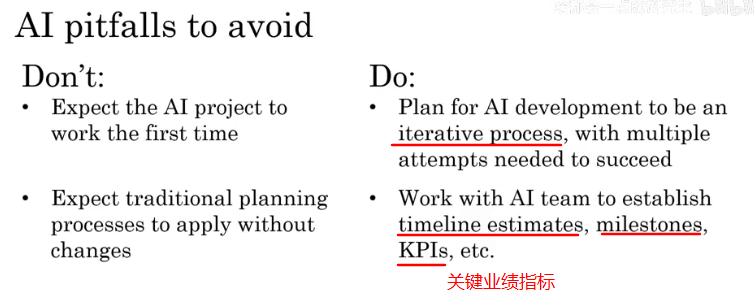 AI pitfalls to avoid
Don't:
• Expect the AI project to
work the first time
• Expect traditional planning
processes to apply without
changes
Do:
• Plan for AI development to be an
iterative process, with multiple
attempts needed to succeed
• Work with AI team to establish
timeline estimates, milestones,
KPIs, etc.
关键业绩指标